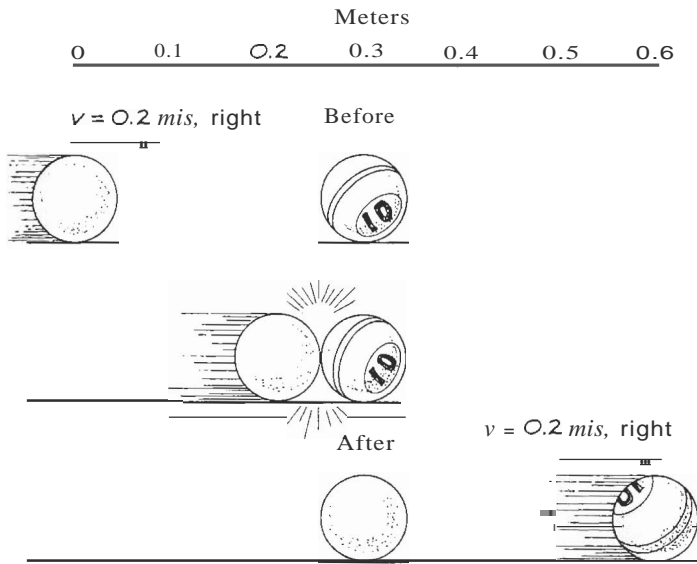 Meters
0 0.1 0.2 0.3 0.4 0.5 0.6
v = 0.2 mis, right
Before
10
10
v = 0.2 mis, right
After
10